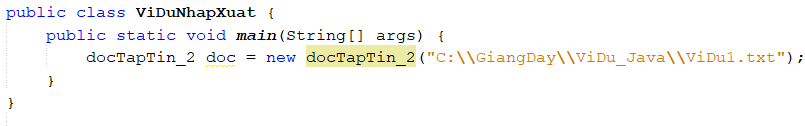 public class ViDuNhapXuat {
    public static void main(String[] args) {
        docTapTin_2 doc = new docTapTin_2("C:\\GiangDay\\ViDu_Java\\ViDu1.txt");
    }
}